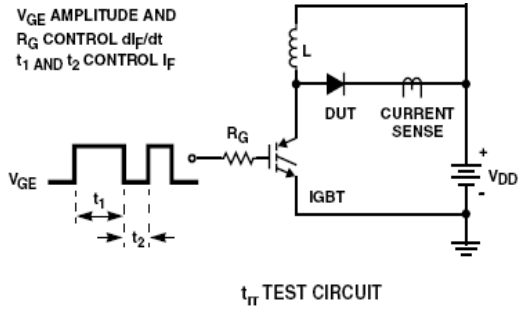 VGE AMPLITUDE AND
RG CONTROL dIF/dt
t1 AND t2 CONTROL IF
L
DUT
CURRENT
SENSE
RG
+
VDD
-
VGE
IGBT
t1
t2
trr TEST CIRCUIT